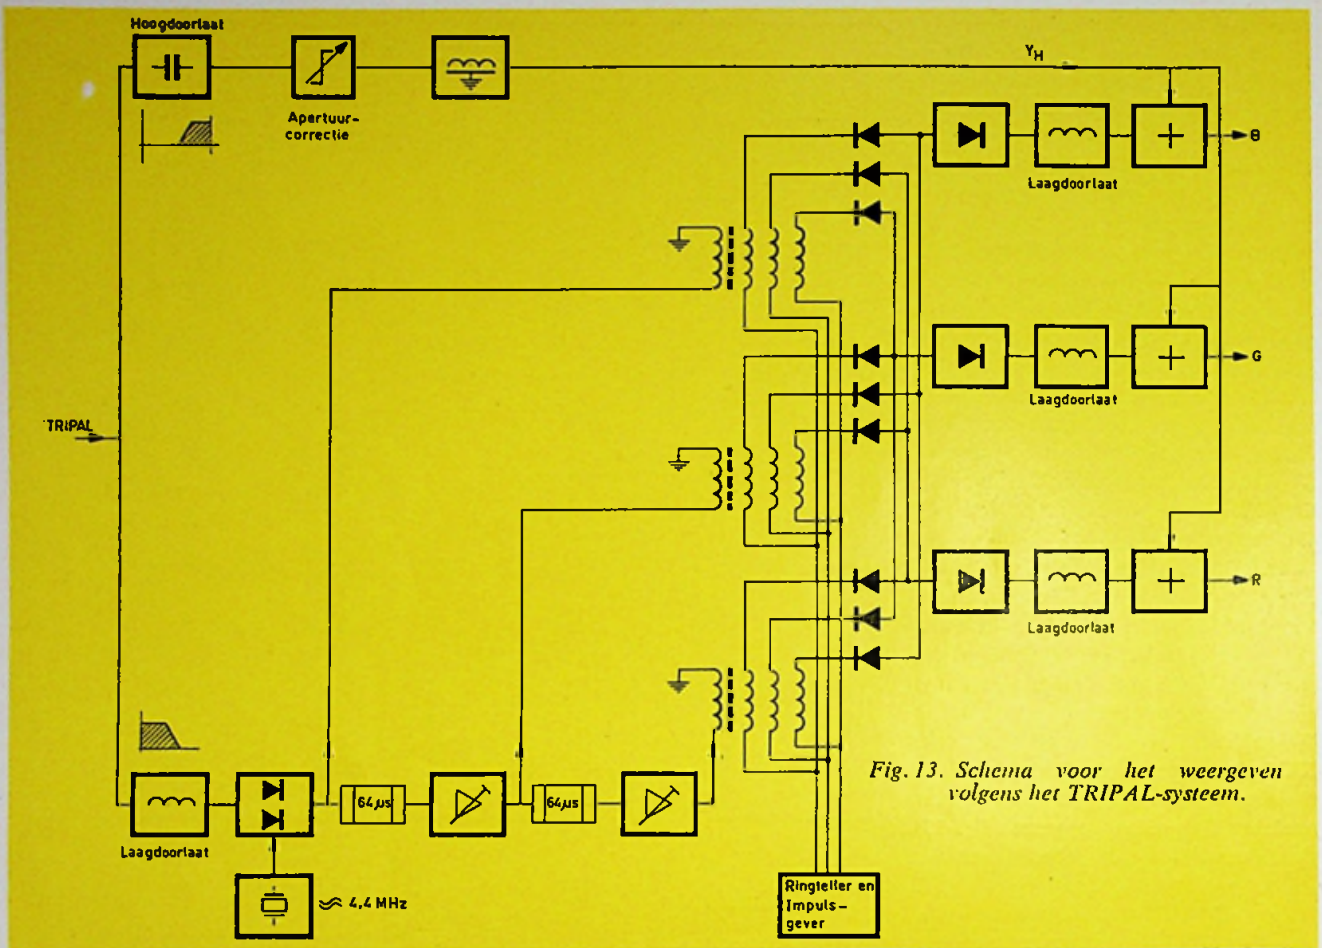 Hoogdoorlaat
Apertuur-
correctie
YH
B
Laagdoorlaat
G
Laagdoorlaat
TRIPAL
R
Laagdoorlaat
Laagdoorlaat
64µs
64µs
≈ 4,4 MHz
Ringteller en
Impuls-
gever
Fig. 13. Schema voor het weergeven
volgens het TRIPAL-systeem.